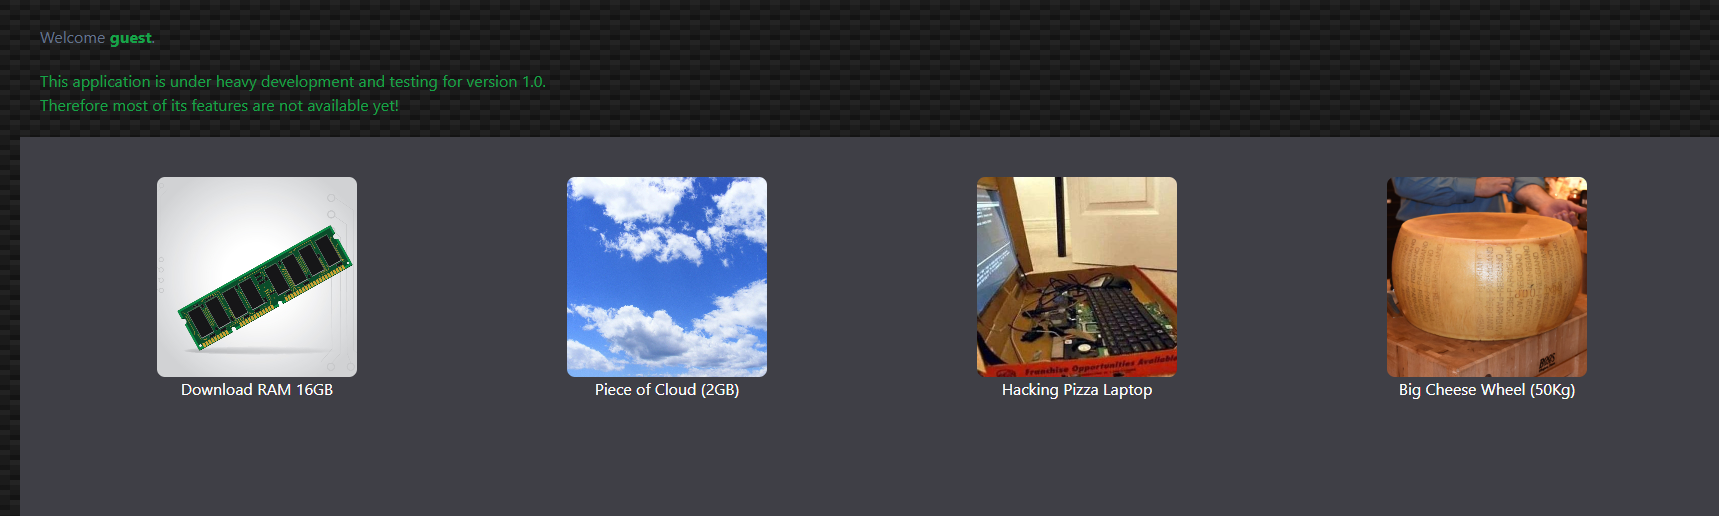 Welcome guest.
This application is under heavy development and testing for version 1.0.
Therefore most of its features are not available yet!
Franchise Opportunities Available
Download RAM 16GB
Piece of Cloud (2GB)
Hacking Pizza Laptop
Big Cheese Wheel (50Kg)